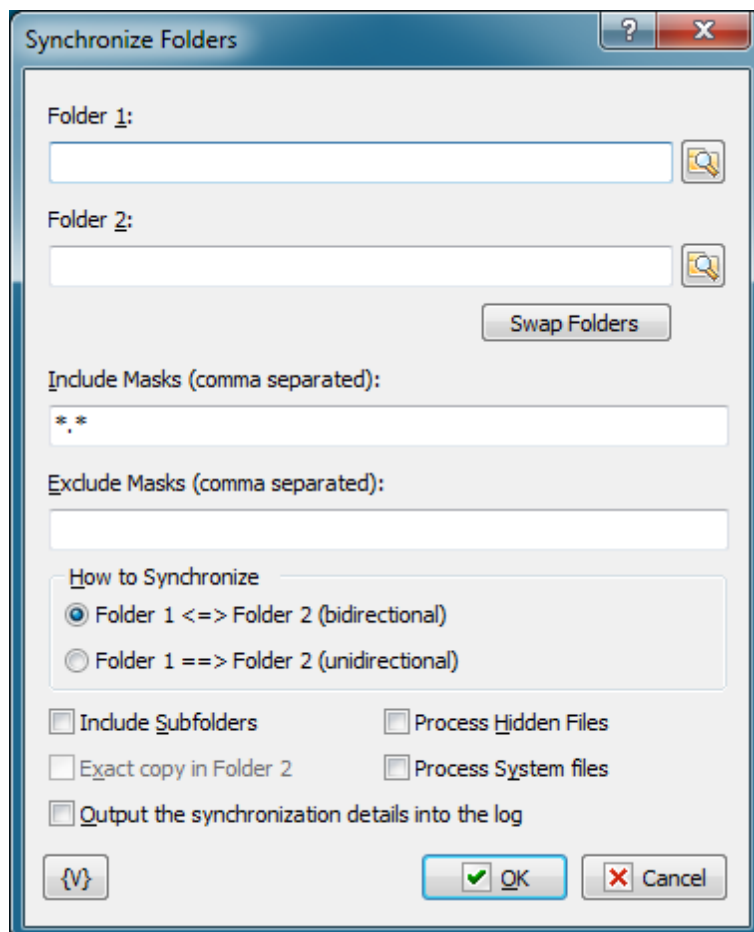 Synchronize Folders
?
Folder 1:
Folder 2:
Swap Folders
Include Masks (comma separated):
*.*
Exclude Masks (comma separated):
How to Synchronize
Folder 1 <=> Folder 2 (bidirectional)
Folder 1 ==> Folder 2 (unidirectional)
Include Subfolders Process Hidden Files
Exact copy in Folder 2 Process System files
Output the synchronization details into the log
{V} OK Cancel